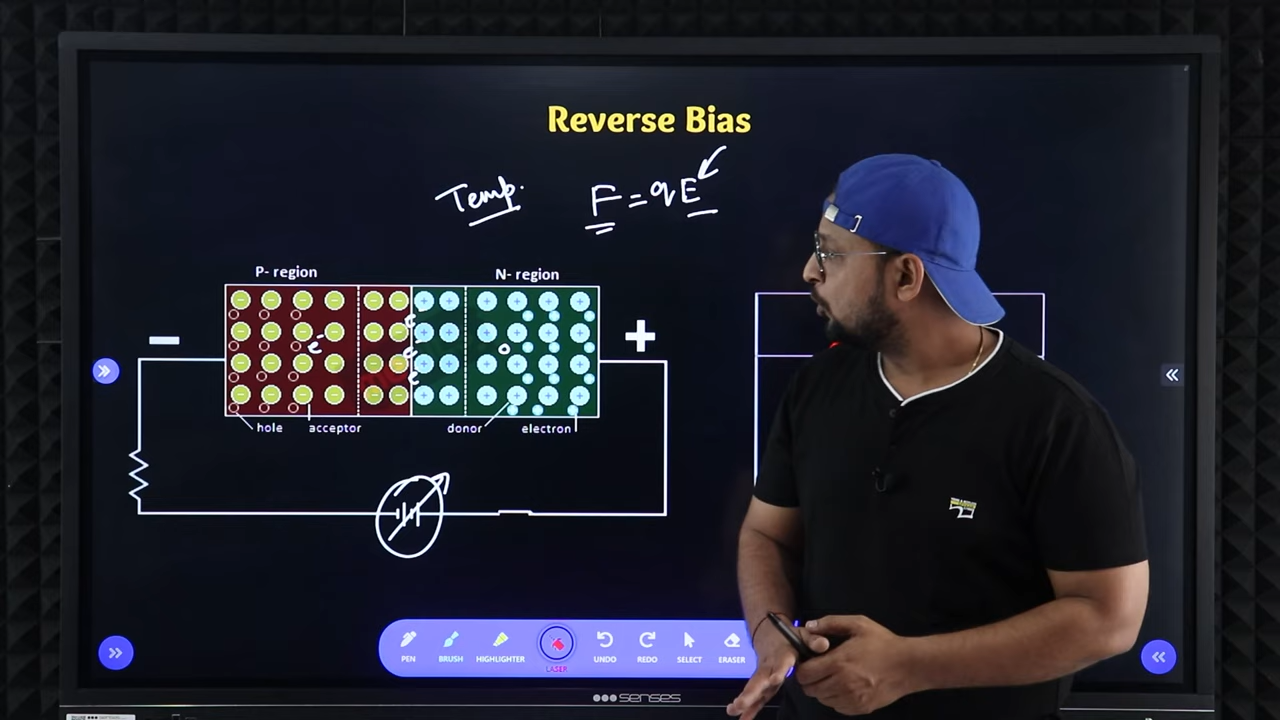 Reverse Bias
Temp. F = qE
P- region N- region
− +
e⁻ o
hole acceptor donor electron
PEN BRUSH HIGHLIGHTER LASER UNDO REDO SELECT ERASER
senses